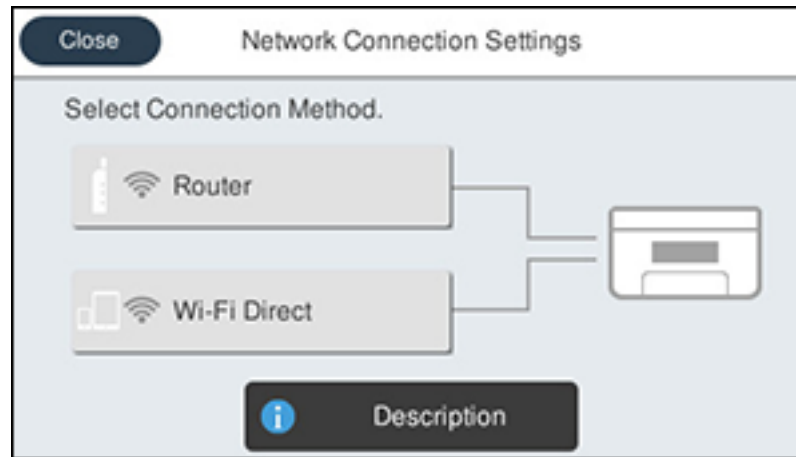 Close
Network Connection Settings
Select Connection Method.
Router
Wi-Fi Direct
Description